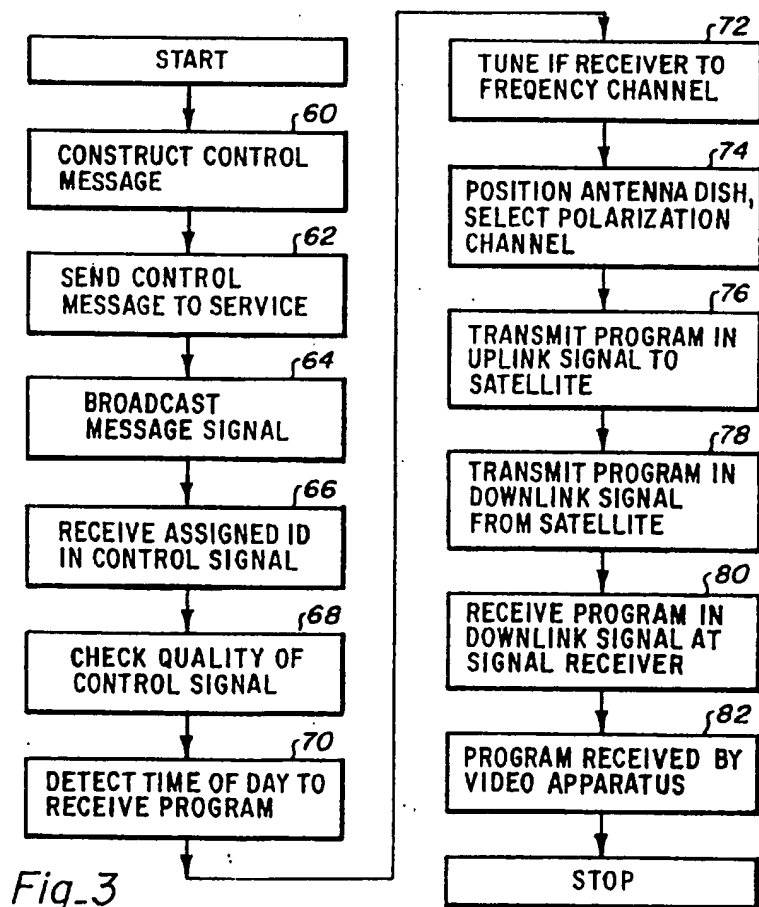 START
60
CONSTRUCT CONTROL
MESSAGE
62
SEND CONTROL
MESSAGE TO SERVICE
64
BROADCAST
MESSAGE SIGNAL
66
RECEIVE ASSIGNED ID
IN CONTROL SIGNAL
68
CHECK QUALITY OF
CONTROL SIGNAL
70
DETECT TIME OF DAY TO
RECEIVE PROGRAM
72
TUNE IF RECEIVER TO
FREQENCY CHANNEL
74
POSITION ANTENNA DISH,
SELECT POLARIZATION
CHANNEL
76
TRANSMIT PROGRAM IN
UPLINK SIGNAL TO
SATELLITE
78
TRANSMIT PROGRAM IN
DOWNLINK SIGNAL
FROM SATELLITE
80
RECEIVE PROGRAM IN
DOWNLINK SIGNAL AT
SIGNAL RECEIVER
82
PROGRAM RECEIVED BY
VIDEO APPARATUS
STOP
Fig_3